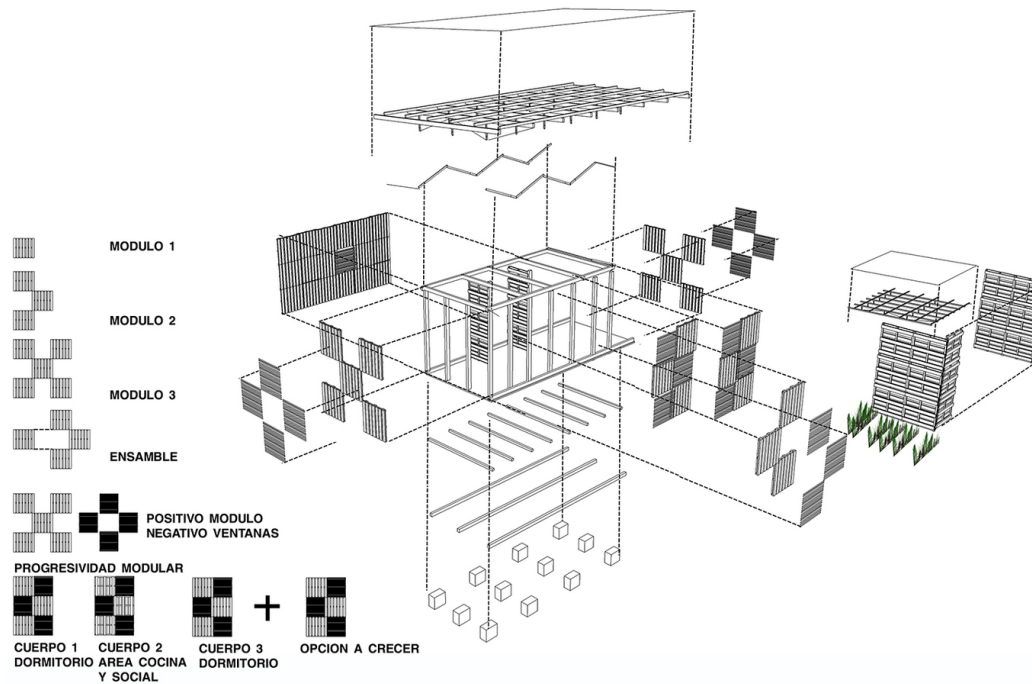 MODULO 1
MODULO 2
MODULO 3
ENSAMBLE
POSITIVO MODULO
NEGATIVO VENTANAS
PROGRESIVIDAD MODULAR
CUERPO 1
DORMITORIO
CUERPO 2
AREA COCINA
Y SOCIAL
CUERPO 3
DORMITORIO
OPCION A CRECER